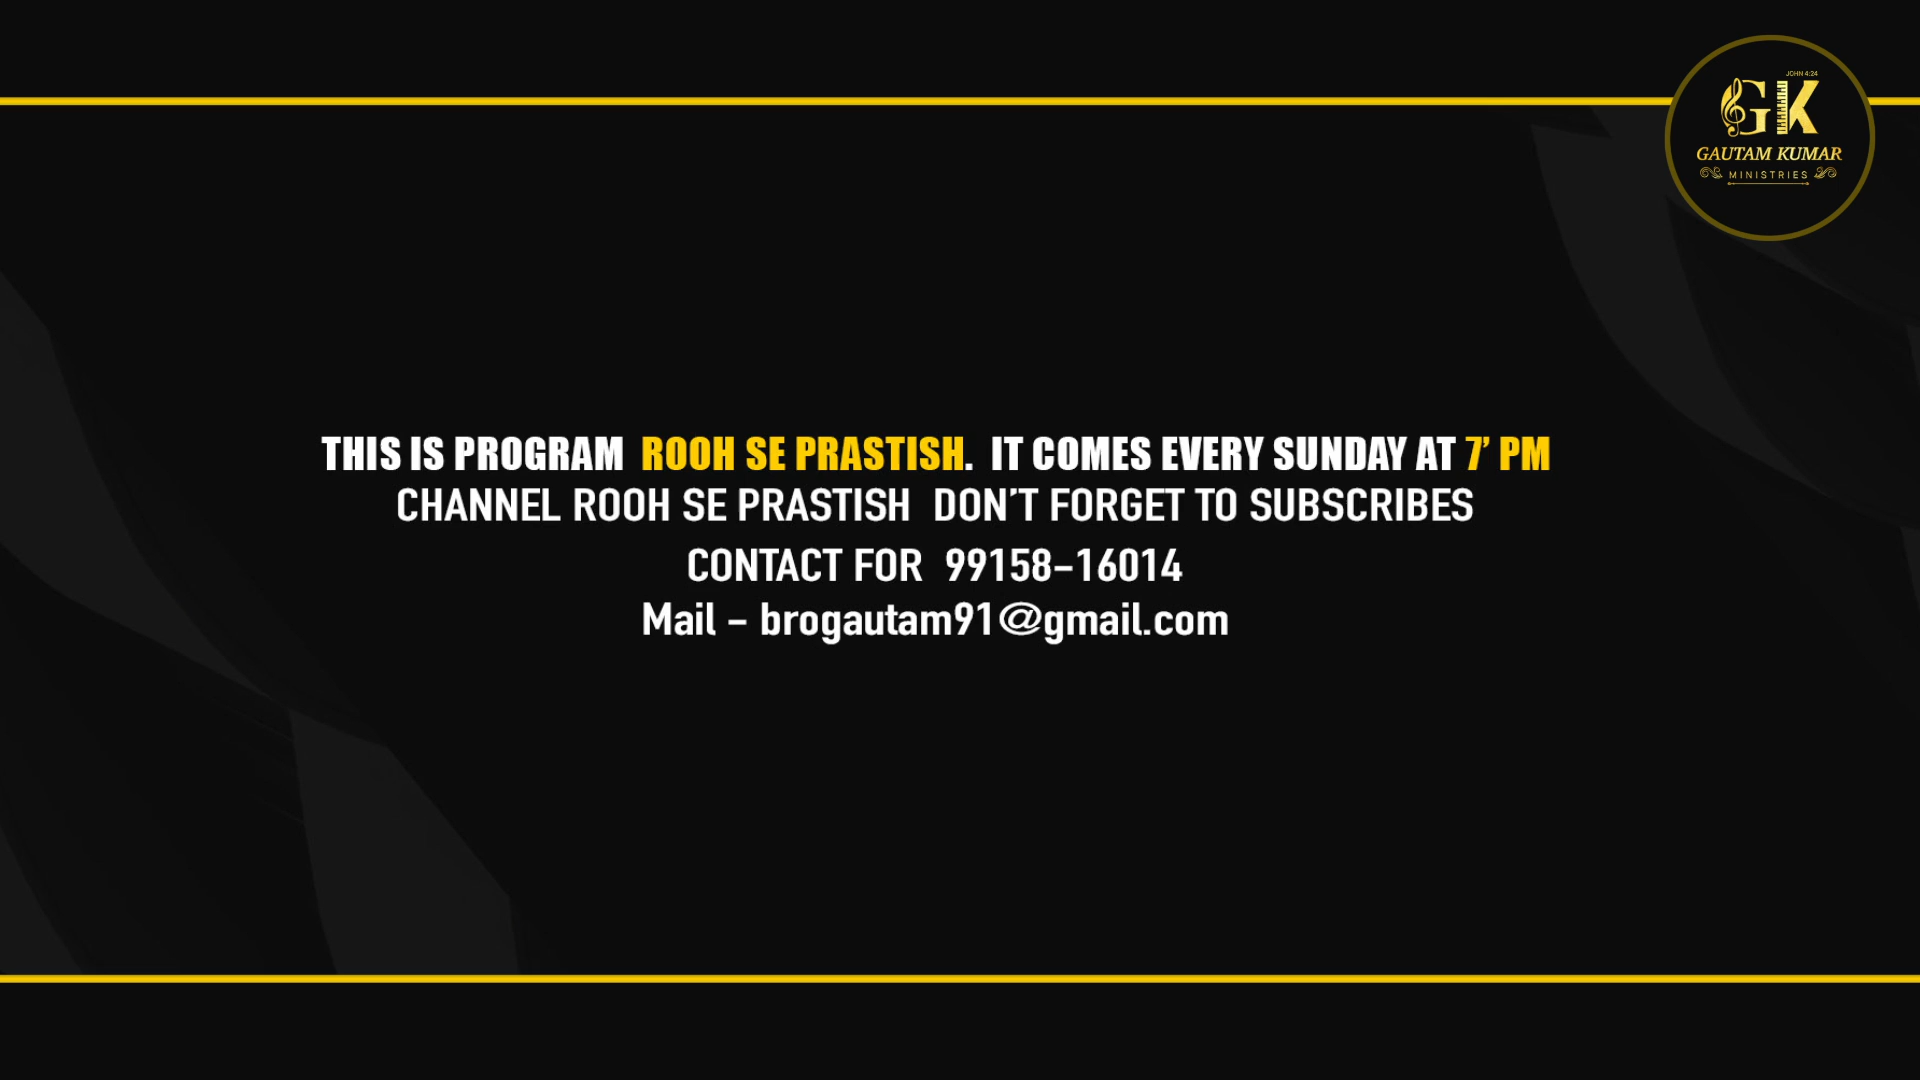 JOHN 4:24
GK
GAUTAM KUMAR
MINISTRIES
THIS IS PROGRAM ROOH SE PRASTISH. IT COMES EVERY SUNDAY AT 7’ PM
CHANNEL ROOH SE PRASTISH DON’T FORGET TO SUBSCRIBES
CONTACT FOR 99158–16014
Mail – brogautam91@gmail.com